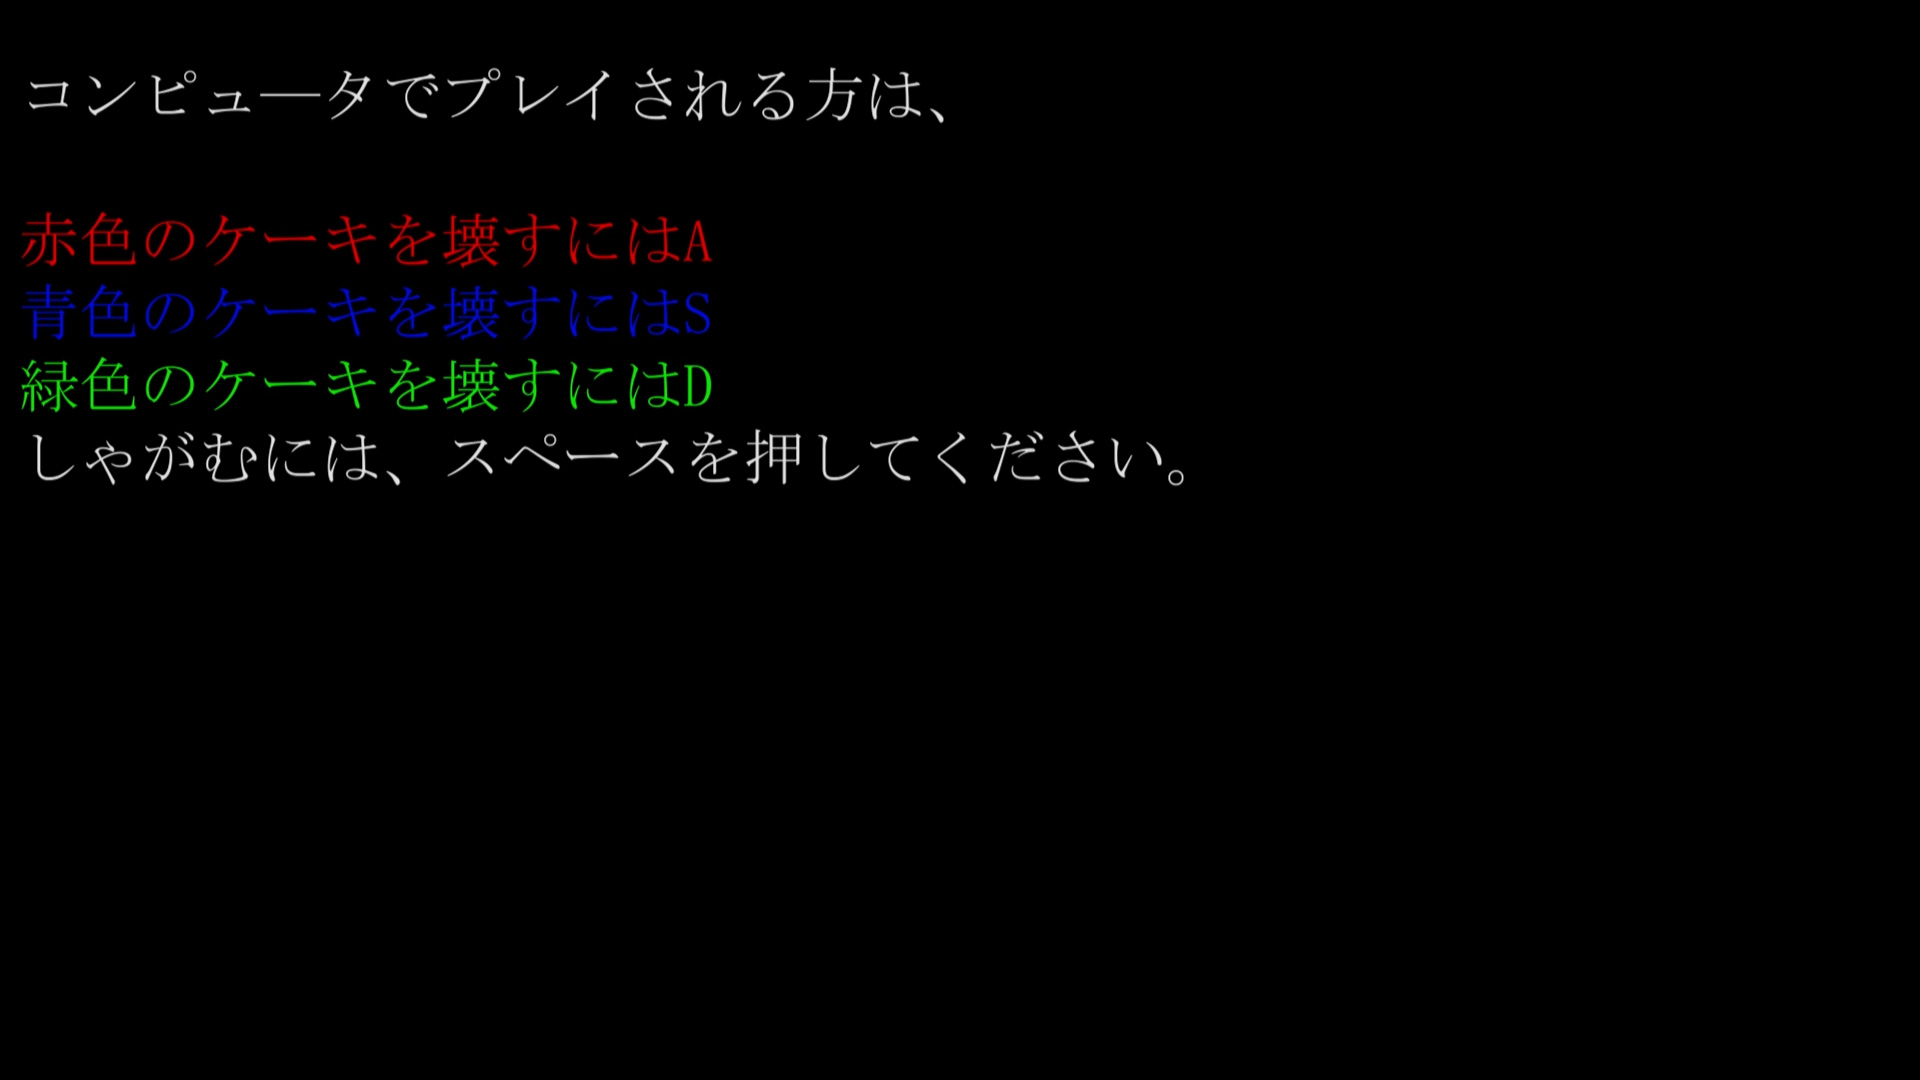 コンピュ―タでプレイされる方は、
赤色のケーキを壊すにはA
青色のケーキを壊すにはS
緑色のケーキを壊すにはD
しゃがむには、スペースを押してください。